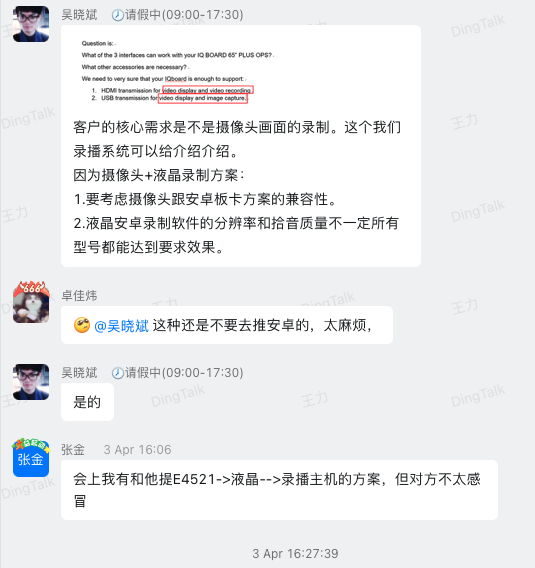 吴晓斌 请假中(09:00-17:30)
Question is:
What of the 3 interfaces can work with your IQ BOARD 65" PLUS OPS?
What other accessories are necessary?
We need to very sure that your IQboard is enough to support:
1. HDMI transmission for video display and video recording.
2. USB transmission for video display and image capture.
客户的核心需求是不是摄像头画面的录制。这个我们
录播系统可以给介绍介绍。
因为摄像头+液晶录制方案：
1.要考虑摄像头跟安卓板卡方案的兼容性。
2.液晶安卓录制软件的分辨率和拾音质量不一定所有
型号都能达到要求效果。
卓佳炜
666
@吴晓斌 这种还是不要去推安卓的，太麻烦，
吴晓斌 请假中(09:00-17:30)
是的
张金 3 Apr 16:06
张金
会上我有和他提E4521->液晶-->录播主机的方案，但对方不太感
冒
3 Apr 16:27:39
DingTalk
王力